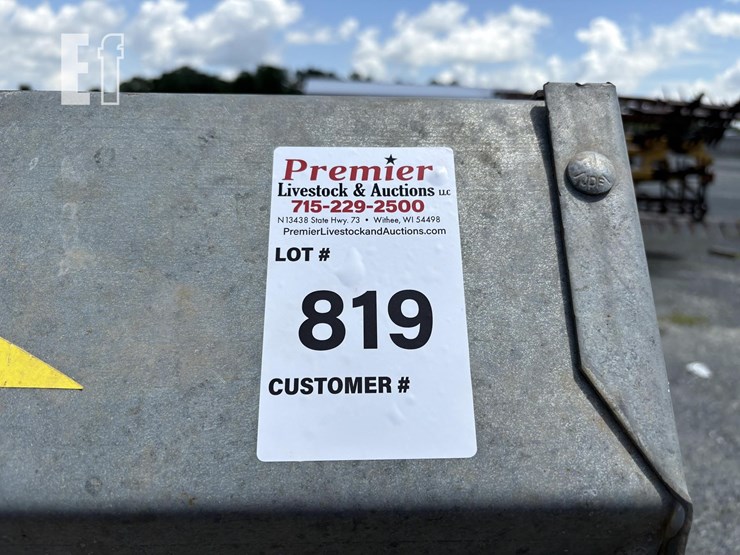 Ef
Premier
Livestock & Auctions LLC
715-229-2500
N13438 State Hwy. 73 • Withee, WI 54498
PremierLivestockandAuctions.com
LOT #
819
CUSTOMER #